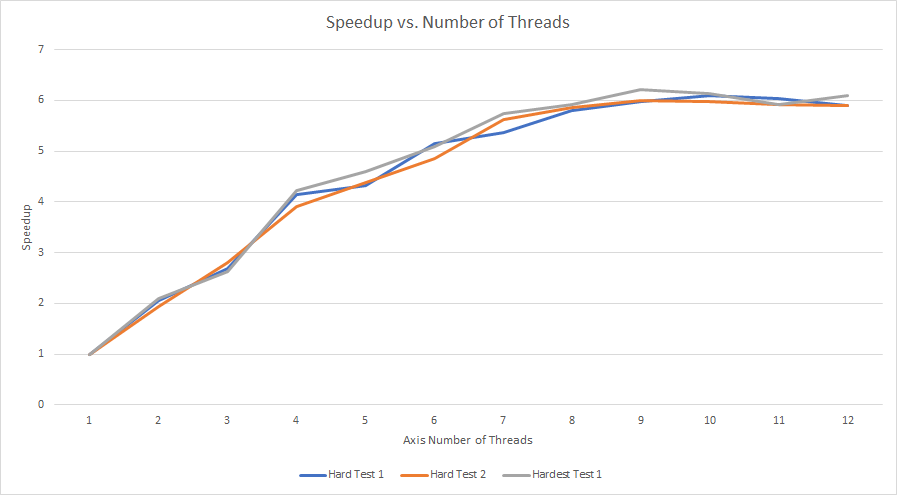 Speedup vs. Number of Threads
7
6
5
4
3
2
1
0
Speedup
1 2 3 4 5 6 7 8 9 10 11 12
Axis Number of Threads
Hard Test 1 Hard Test 2 Hardest Test 1